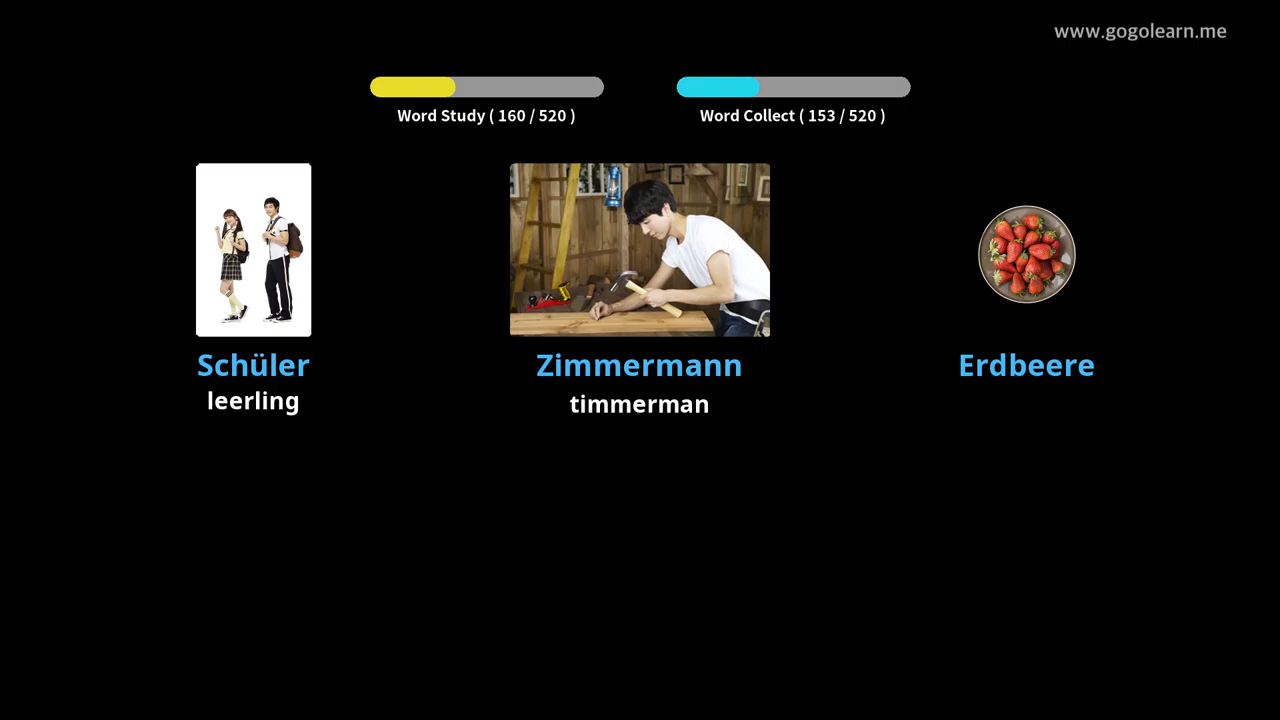 www.gogolearn.me
Word Study ( 160 / 520 )
Word Collect ( 153 / 520 )
Schüler
leerling
Zimmermann
timmerman
Erdbeere